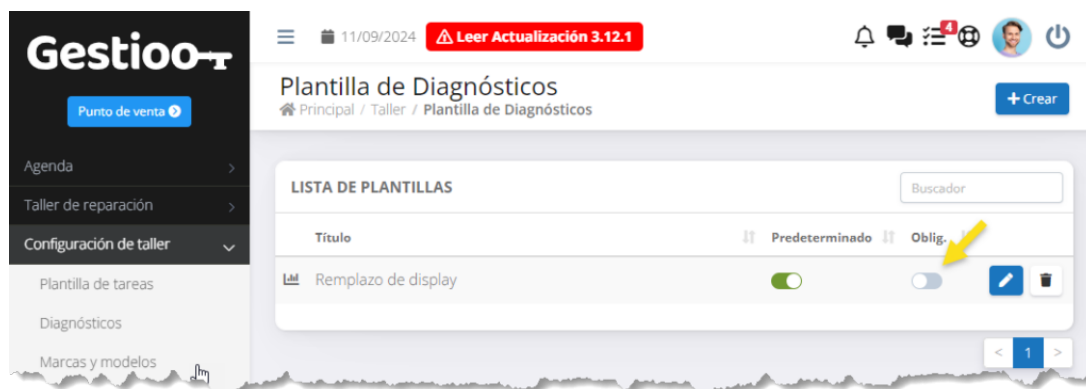 Gestioo
Punto de venta
Agenda
Taller de reparación
Configuración de taller
Plantilla de tareas
Diagnósticos
Marcas y modelos
11/09/2024
Leer Actualización 3.12.1
4
Plantilla de Diagnósticos
Principal / Taller / Plantilla de Diagnósticos
+ Crear
LISTA DE PLANTILLAS
Buscador
Título
Predeterminado
Oblig.
Remplazo de display
< 1 >